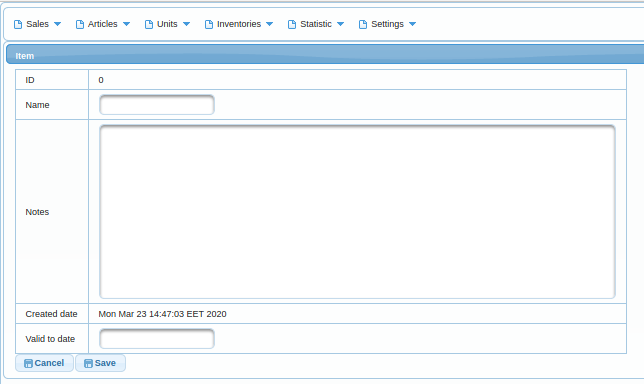 Sales Articles Units Inventories Statistic Settings
Item
ID 0
Name
Notes
Created date Mon Mar 23 14:47:03 EET 2020
Valid to date
Cancel Save